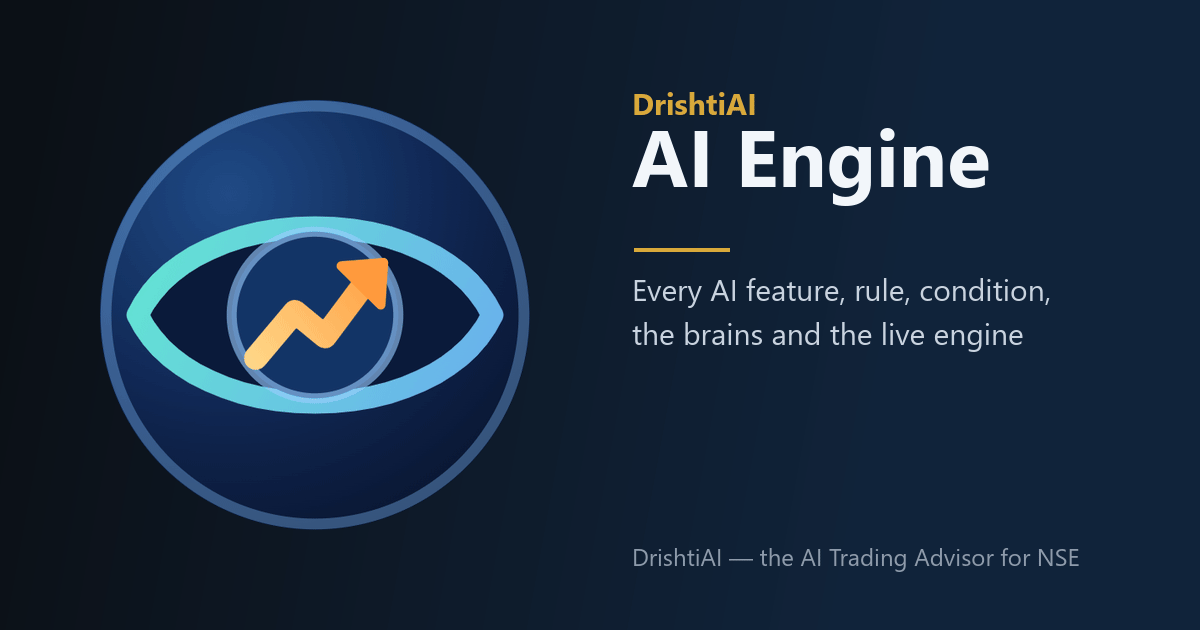 DrishtiAI
AI Engine
Every AI feature, rule, condition,
the brains and the live engine
DrishtiAI — the AI Trading Advisor for NSE